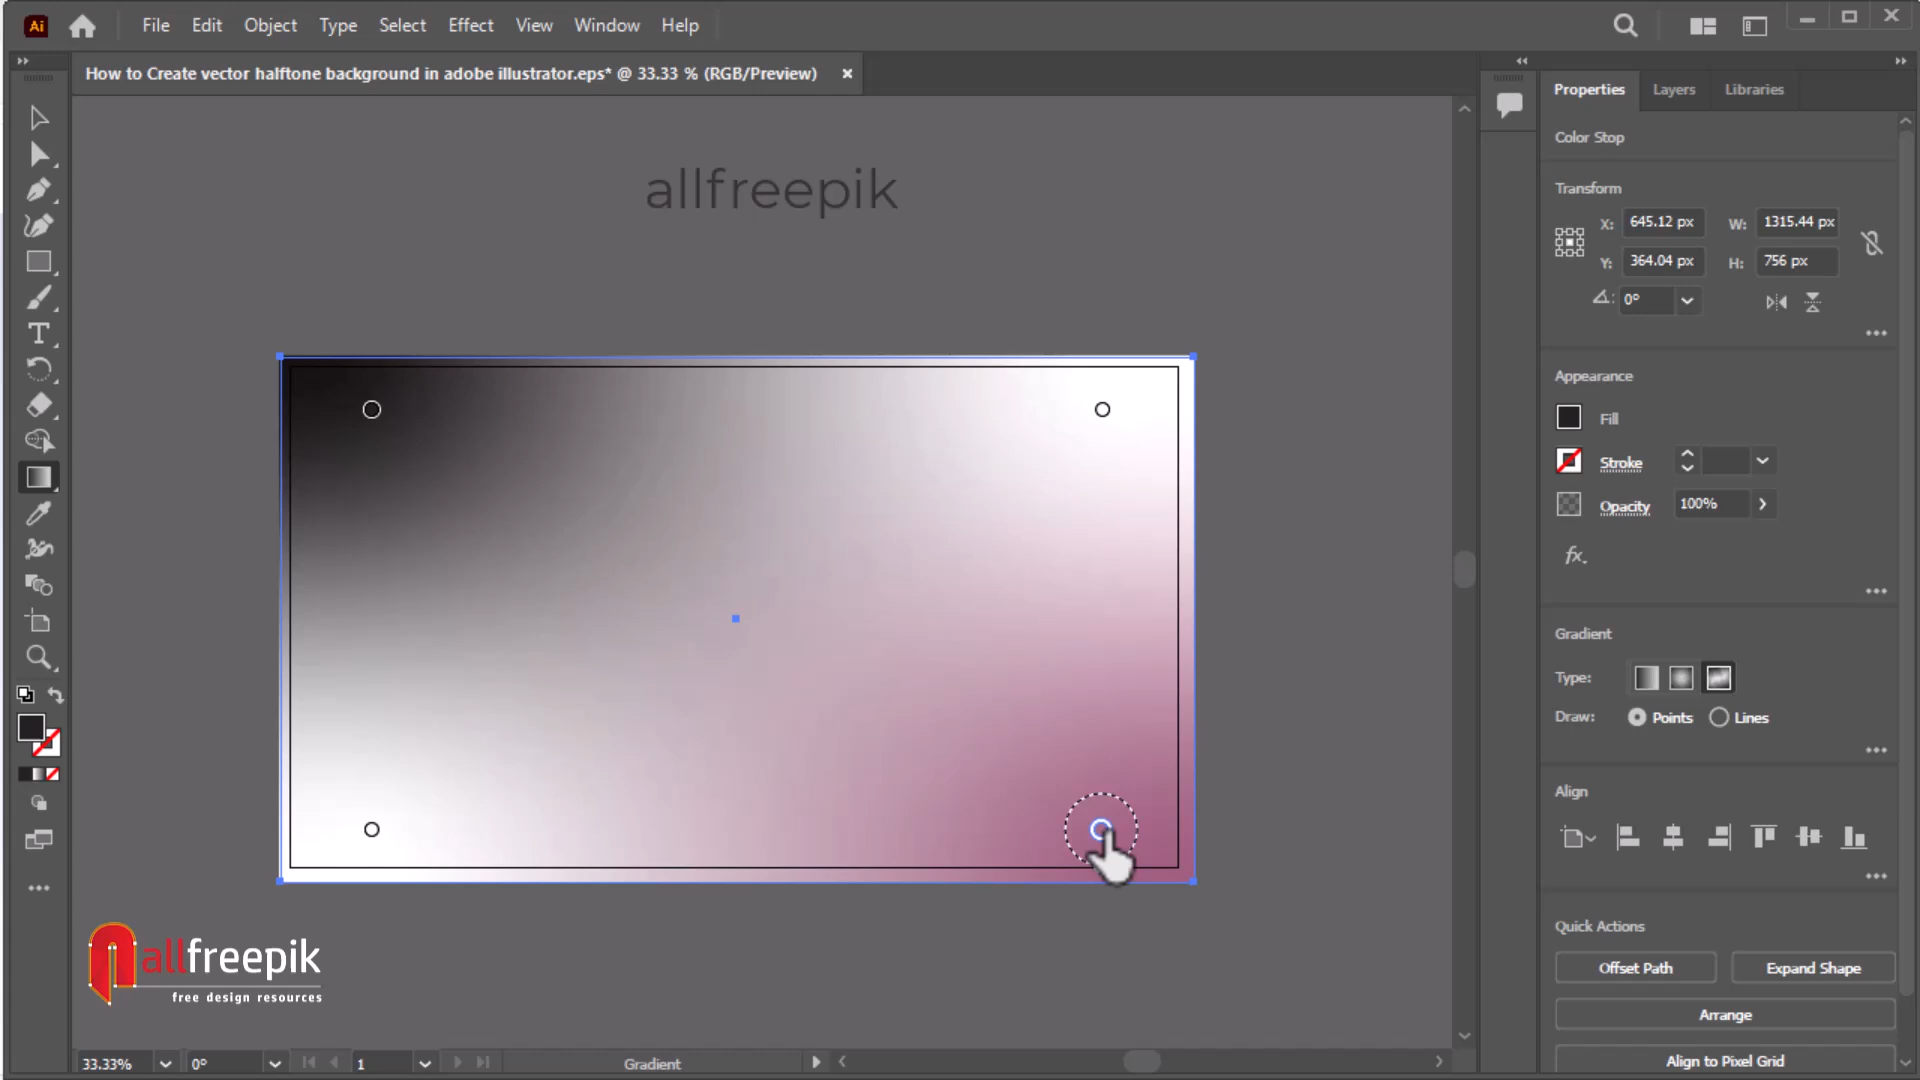 Ai File Edit Object Type Select Effect View Window Help
How to Create vector halftone background in adobe illustrator.eps* @ 33.33 % (RGB/Preview) ×
Properties Layers Libraries
Color Stop
allfreepik
Transform
X: 645.12 px W: 1315.44 px
Y: 364.04 px H: 756 px
0°
Appearance
Fill
Stroke
Opacity 100%
fx.
Gradient
Type:
Draw: Points Lines
Align
Quick Actions
Offset Path Expand Shape
Arrange
Align to Pixel Grid
allfreepik
free design resources
33.33% 0° 1 Gradient